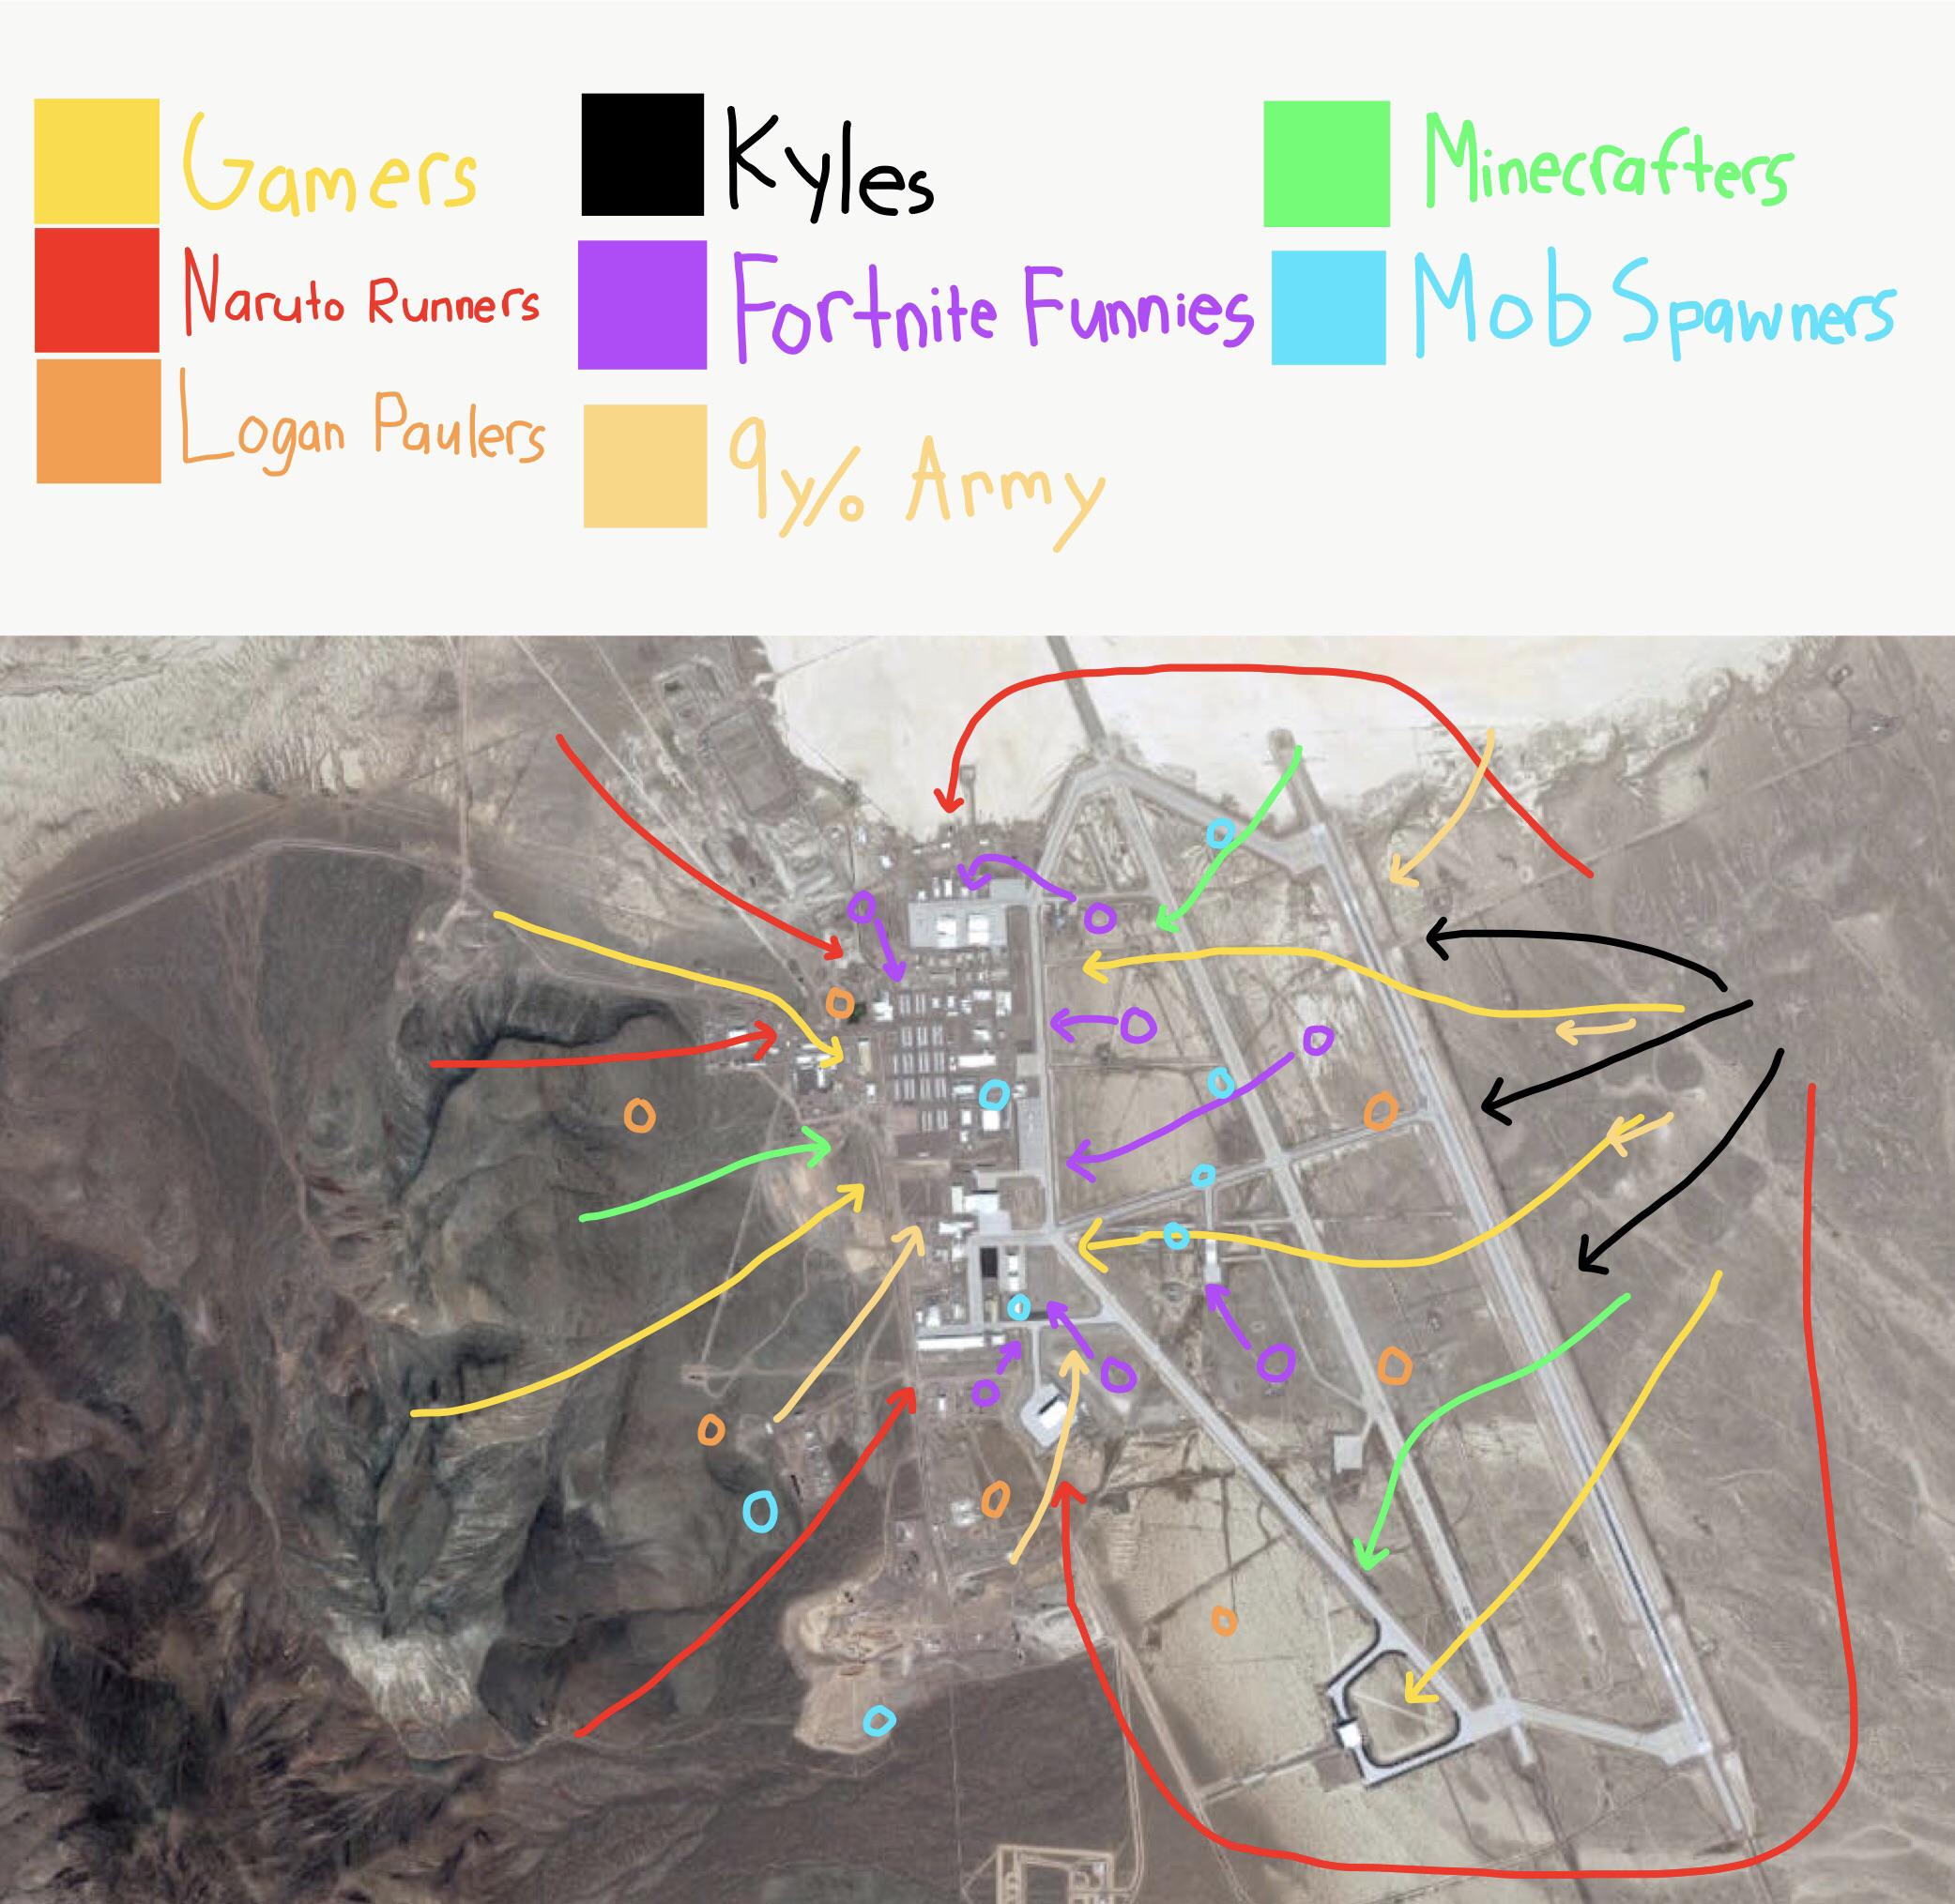 Gamers
Naruto Runners
Logan Paulers
Kyles
Fortnite Funnies
9y/o Army
Minecrafters
Mob Spawners